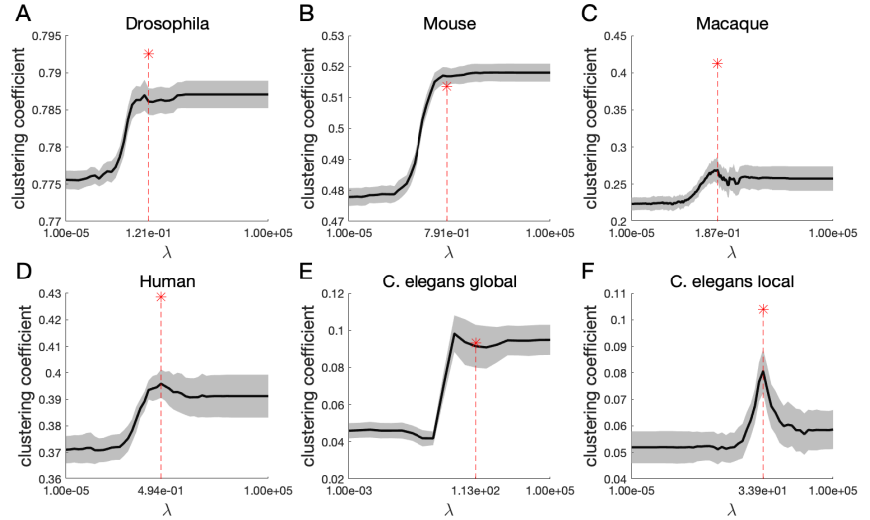 A
Drosophila
clustering coefficient
0.795
0.79
0.785
0.78
0.775
0.77
1.00e-05
1.21e-01
1.00e+05
λ
B
Mouse
clustering coefficient
0.53
0.52
0.51
0.5
0.49
0.48
0.47
1.00e-05
7.91e-01
1.00e+05
λ
C
Macaque
clustering coefficient
0.45
0.4
0.35
0.3
0.25
0.2
1.00e-05
1.87e-01
1.00e+05
λ
D
Human
clustering coefficient
0.43
0.42
0.41
0.4
0.39
0.38
0.37
0.36
1.00e-05
4.94e-01
1.00e+05
λ
E
C. elegans global
clustering coefficient
0.12
0.1
0.08
0.06
0.04
0.02
1.00e-03
1.13e+02
1.00e+05
λ
F
C. elegans local
clustering coefficient
0.11
0.1
0.09
0.08
0.07
0.06
0.05
0.04
1.00e-05
3.39e+01
1.00e+05
λ